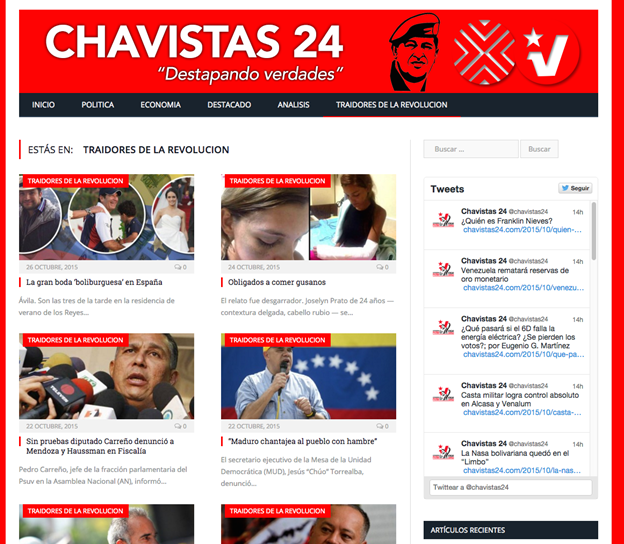 CHAVISTAS 24
“Destapando verdades”
V
INICIO POLITICA ECONOMIA DESTACADO ANALISIS TRAIDORES DE LA REVOLUCION
ESTÁS EN: TRAIDORES DE LA REVOLUCION
TRAIDORES DE LA REVOLUCION
26 OCTUBRE, 2015 0
La gran boda ‘boliburguesa’ en España
Ávila. Son las tres de la tarde en la residencia de
verano de los Reyes...
TRAIDORES DE LA REVOLUCION
24 OCTUBRE, 2015 0
Obligados a comer gusanos
El relato fue desgarrador. Joselyn Prato de 24 años —
contextura delgada, cabello rubio — se...
TRAIDORES DE LA REVOLUCION
22 OCTUBRE, 2015 0
Sin pruebas diputado Carreño denunció a
Mendoza y Haussman en Fiscalía
Pedro Carreño, jefe de la fracción parlamentaria del
Psuv en la Asamblea Nacional (AN), informó...
TRAIDORES DE LA REVOLUCION
22 OCTUBRE, 2015 0
“Maduro chantajea al pueblo con hambre”
El secretario ejecutivo de la Mesa de la Unidad
Democrática (MUD), Jesús “Chúo” Torrealba,
denunció...
TRAIDORES DE LA REVOLUCION
TRAIDORES DE LA REVOLUCION
Buscar ... Buscar
Tweets Seguir
Chavistas 24 @chavistas24 14h
¿Quién es Franklin Nieves?
chavistas24.com/2015/10/quien-...
Chavistas 24 @chavistas24 14h
Venezuela rematará reservas de
oro monetario
chavistas24.com/2015/10/venezu...
Chavistas 24 @chavistas24 14h
¿Qué pasará si el 6D falla la
energía eléctrica? ¿Se pierden los
votos?; por Eugenio G. Martínez
chavistas24.com/2015/10/que-pa...
Chavistas 24 @chavistas24 14h
Casta militar logra control absoluto
en Alcasa y Venalum
chavistas24.com/2015/10/casta-...
Chavistas 24 @chavistas24 14h
La Nasa bolivariana quedó en el
“Limbo”
chavistas24.com/2015/10/la-nas...
Twittear a @chavistas24
ARTÍCULOS RECIENTES